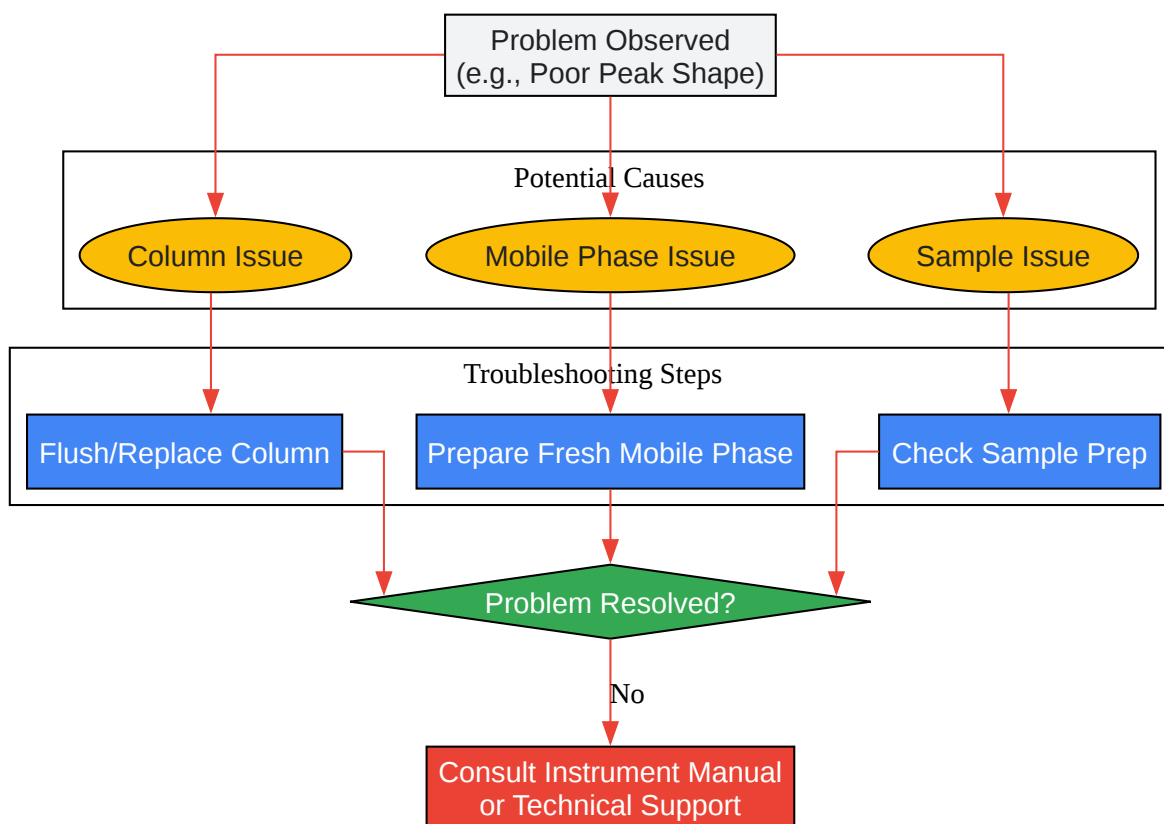 Problem Observed
(e.g., Poor Peak Shape)
Potential Causes
Column Issue
Mobile Phase Issue
Sample Issue
Troubleshooting Steps
Flush/Replace Column
Prepare Fresh Mobile Phase
Check Sample Prep
Problem Resolved?
No
Consult Instrument Manual
or Technical Support